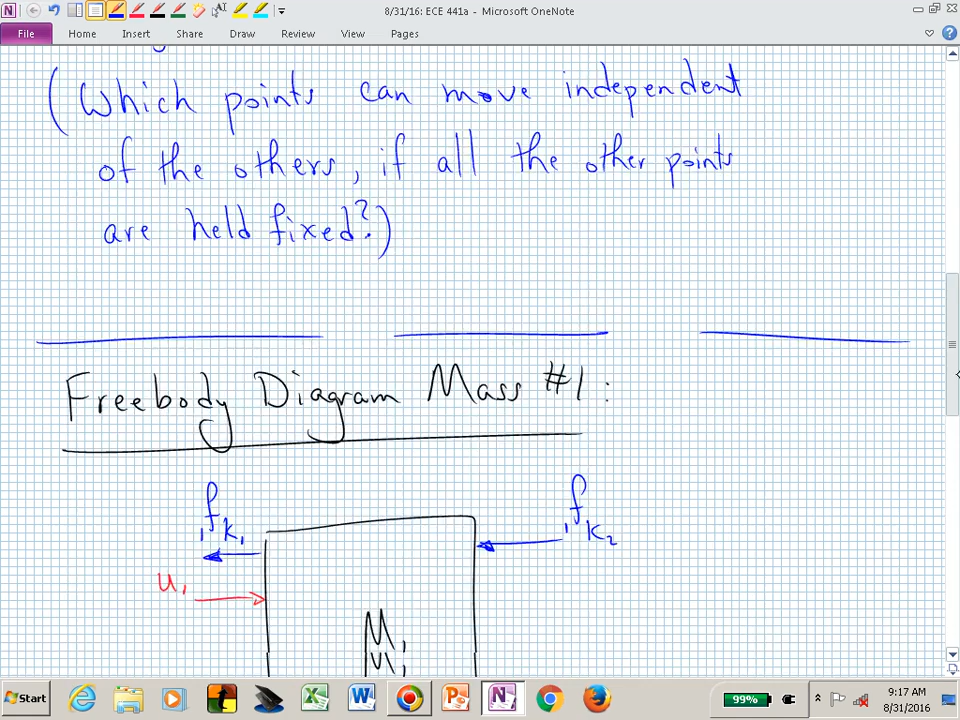 8/31/16: ECE 441a - Microsoft OneNote
File Home Insert Share Draw Review View Pages
(Which points can move independent
of the others, if all the other points
are held fixed?)
Freebody Diagram Mass #1:
₁fₖ₁
₁fₖ₂
u₁
M₁
Start
99%
9:17 AM
8/31/2016